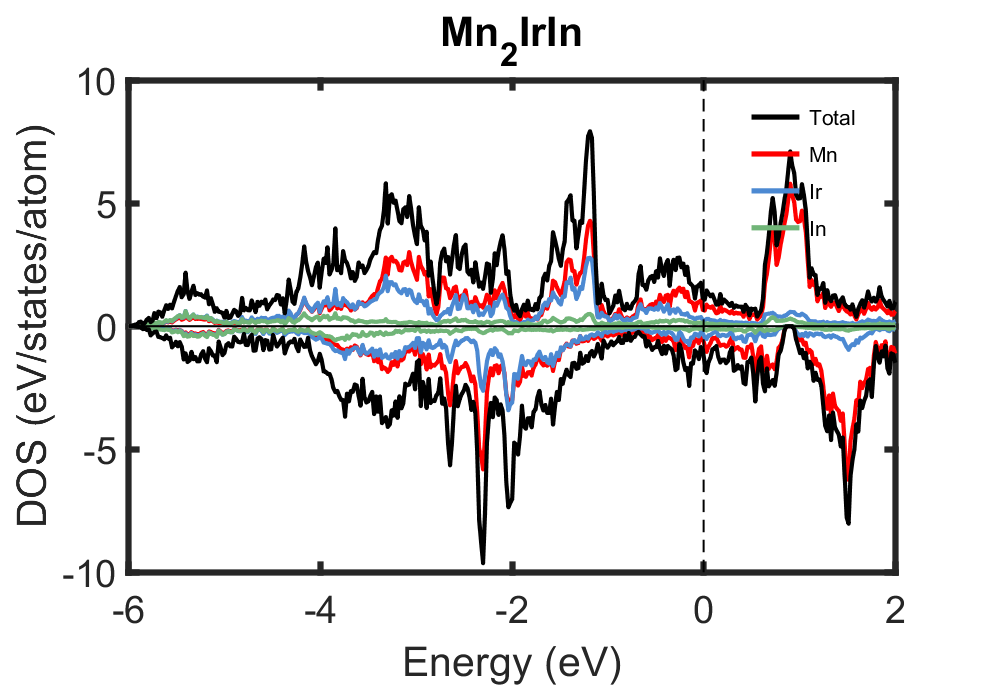 Mn₂IrIn
DOS (eV/states/atom)
10
5
0
-5
-10
Total
Mn
Ir
In
-6 -4 -2 0 2
Energy (eV)